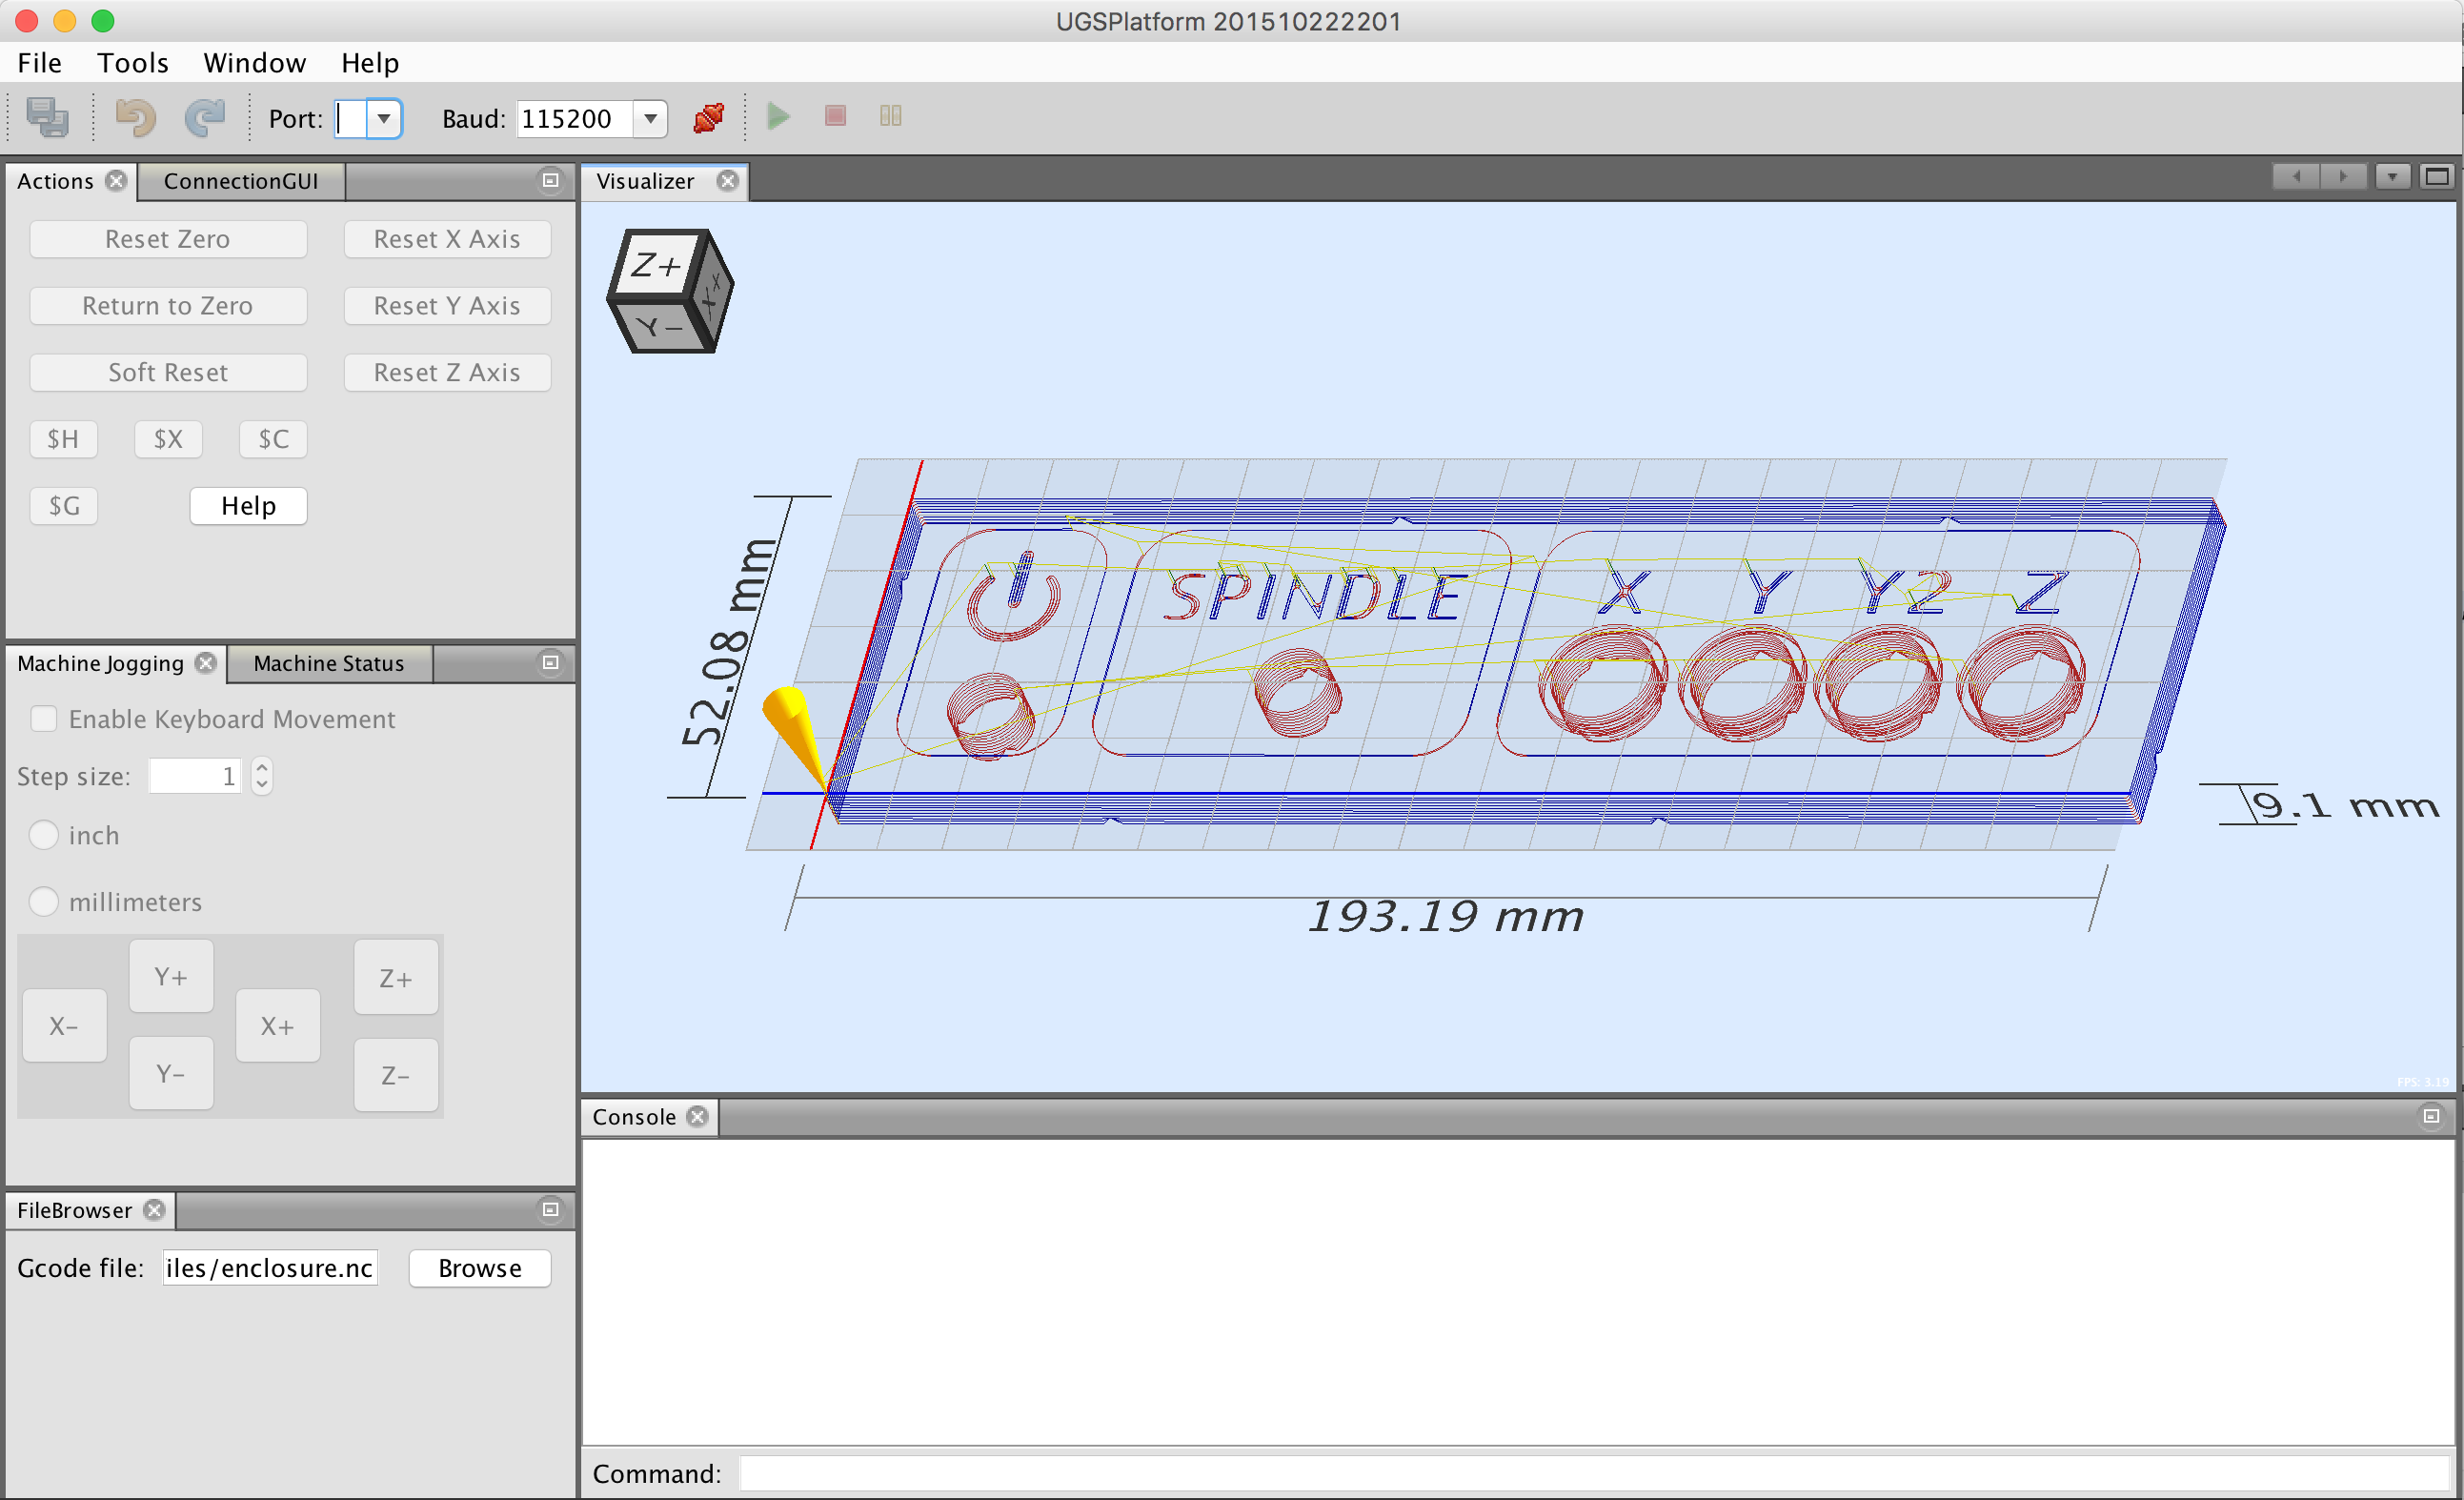 UGSPlatform 201510222201
File Tools Window Help
Port: Baud: 115200
Actions ConnectionGUI
Reset Zero Reset X Axis
Return to Zero Reset Y Axis
Soft Reset Reset Z Axis
$H $X $C
$G Help
Machine Jogging Machine Status
Enable Keyboard Movement
Step size: 1
inch
millimeters
Y+ Z+
X- X+
Y- Z-
FileBrowser
Gcode file: iles/enclosure.nc Browse
Visualizer
Z+
Y-
52.08 mm
SPINDLE X Y Y2 Z
9.1 mm
193.19 mm
FPS: 3.19
Console
Command: